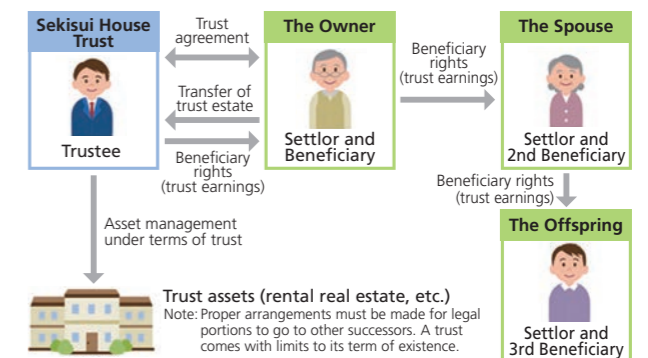 Sekisui House
Trust
Trustee
Trust
agreement
Transfer of
trust estate
Beneficiary
rights
(trust earnings)
The Owner
Settlor and
Beneficiary
Beneficiary
rights
(trust earnings)
The Spouse
Settlor and
2nd Beneficiary
Beneficiary rights
(trust earnings)
The Offspring
Settlor and
3rd Beneficiary
Asset management
under terms of trust
Trust assets (rental real estate, etc.)
Note: Proper arrangements must be made for legal
portions to go to other successors. A trust
comes with limits to its term of existence.